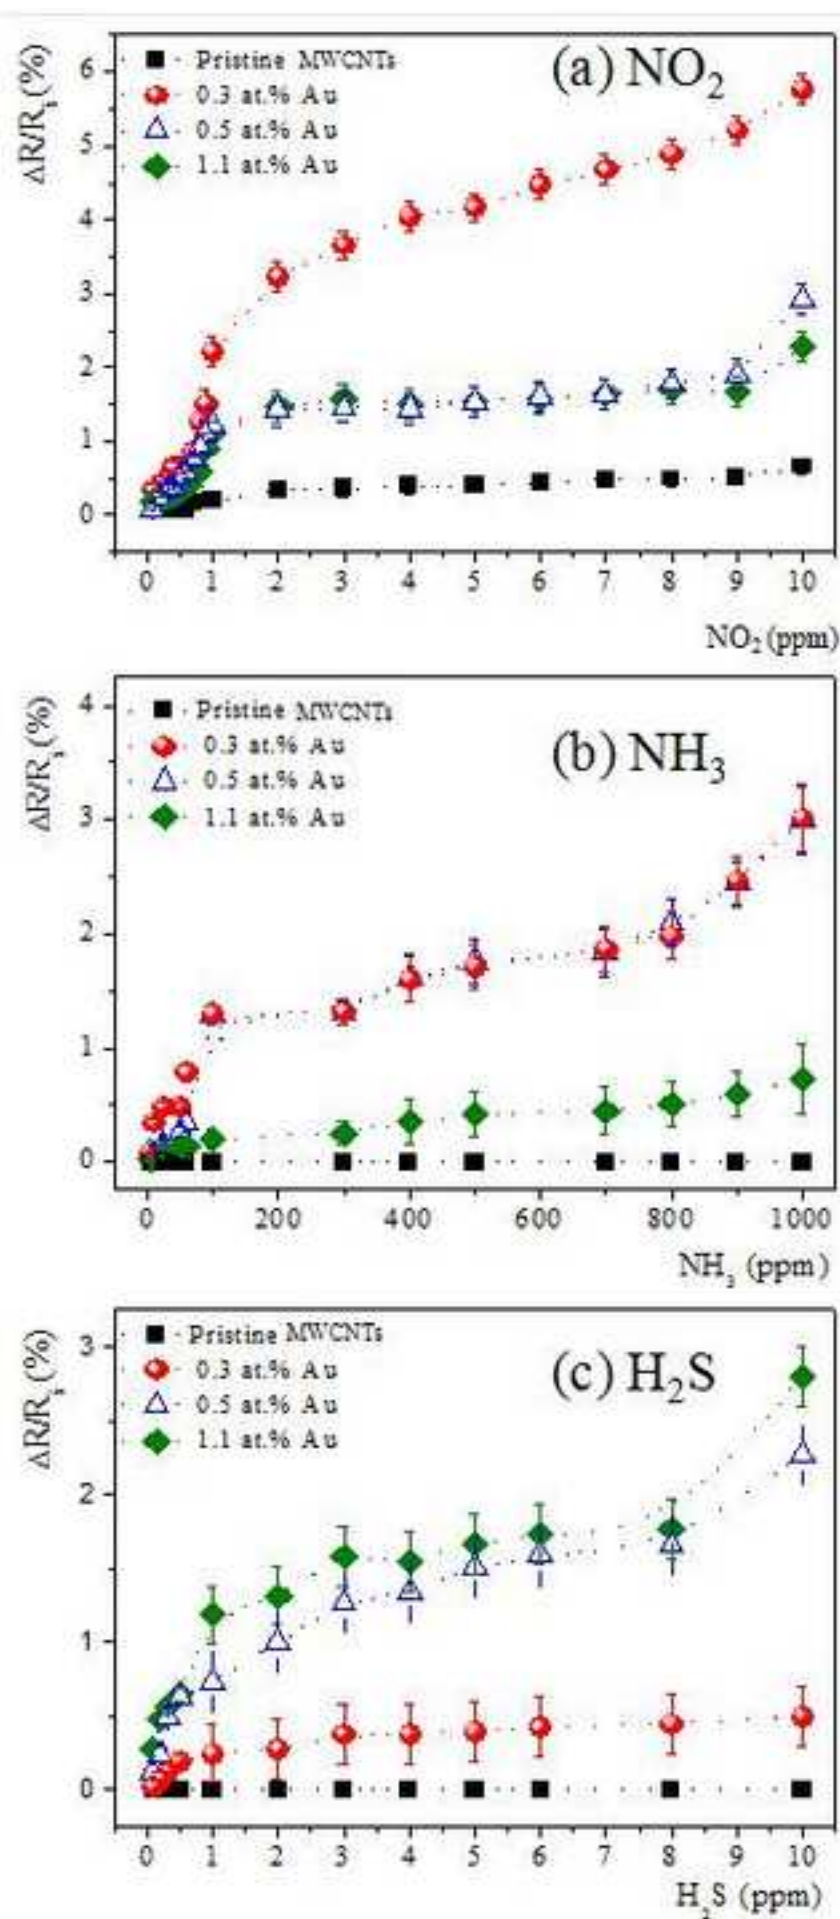 (a) NO₂
ΔR/Rₛ(%)
Pristine MWCNTs
0.3 at.% Au
0.5 at.% Au
1.1 at.% Au
6
5
4
3
2
1
0
0 1 2 3 4 5 6 7 8 9 10
NO₂ (ppm)
(b) NH₃
ΔR/Rₛ(%)
Pristine MWCNTs
0.3 at.% Au
0.5 at.% Au
1.1 at.% Au
4
3
2
1
0
0 200 400 600 800 1000
NH₃ (ppm)
(c) H₂S
ΔR/Rₛ(%)
Pristine MWCNTs
0.3 at.% Au
0.5 at.% Au
1.1 at.% Au
3
2
1
0
0 1 2 3 4 5 6 7 8 9 10
H₂S (ppm)